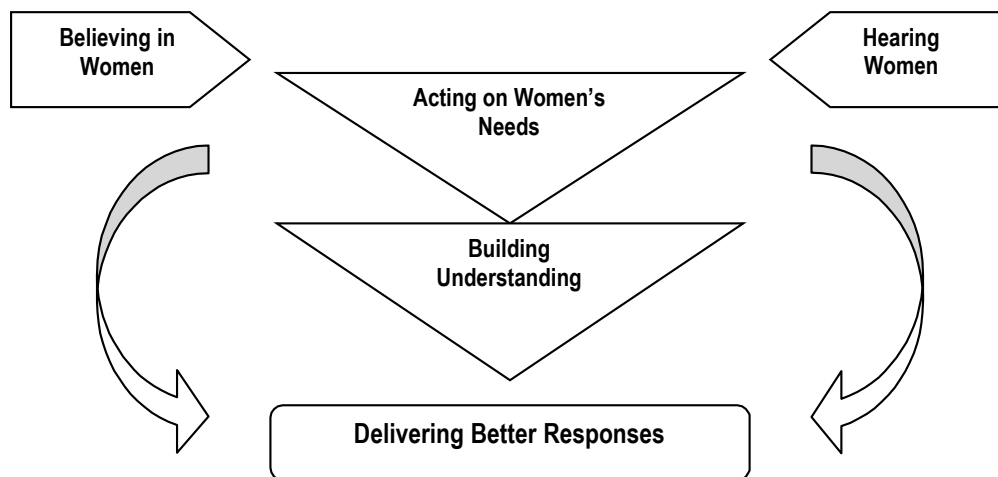 Believing in
Women
Hearing
Women
Acting on Women’s
Needs
Building
Understanding
Delivering Better Responses